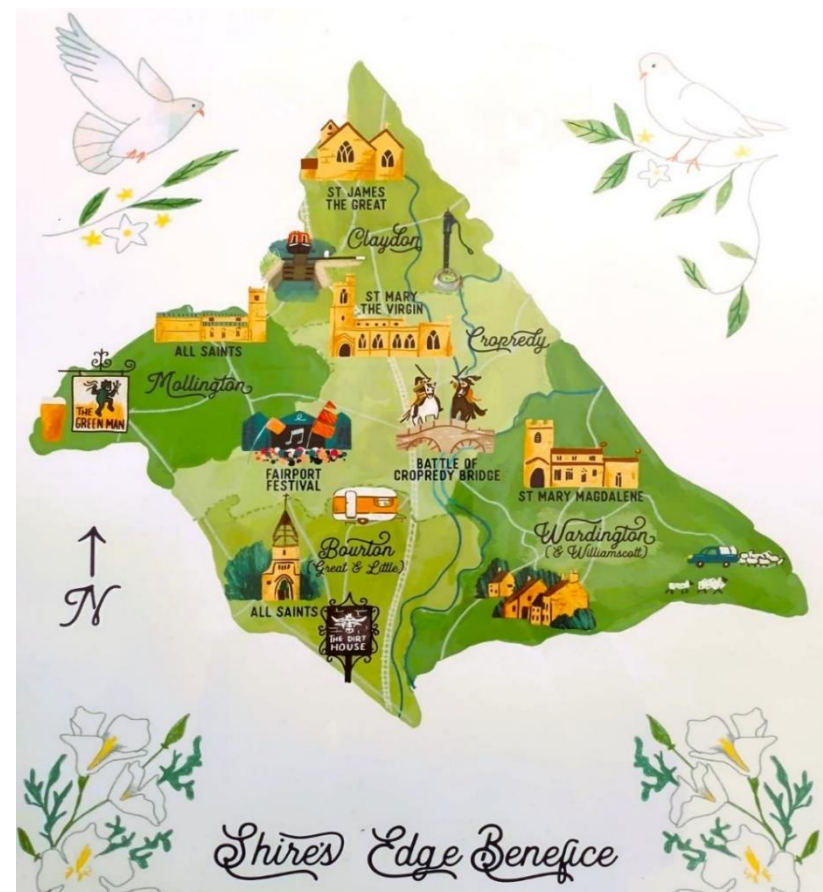 ST JAMES
THE GREAT
Claydon
ST MARY
THE VIRGIN
Cropredy
ALL SAINTS
Mollington
THE
GREEN MAN
FAIRPORT
FESTIVAL
BATTLE OF
CROPREDY BRIDGE
ST MARY MAGDALENE
Wardington
(& Williamscott)
Bourton
(Great & Little)
ALL SAINTS
THE DIRT
HOUSE
N
Shire's Edge Benefice